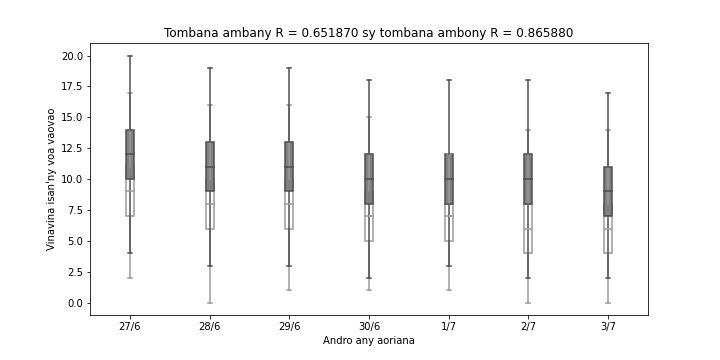 Tombana ambany R = 0.651870 sy tombana ambony R = 0.865880
Vinavina isan'ny voa vaovao
20.0
17.5
15.0
12.5
10.0
7.5
5.0
2.5
0.0
27/6 28/6 29/6 30/6 1/7 2/7 3/7
Andro any aoriana